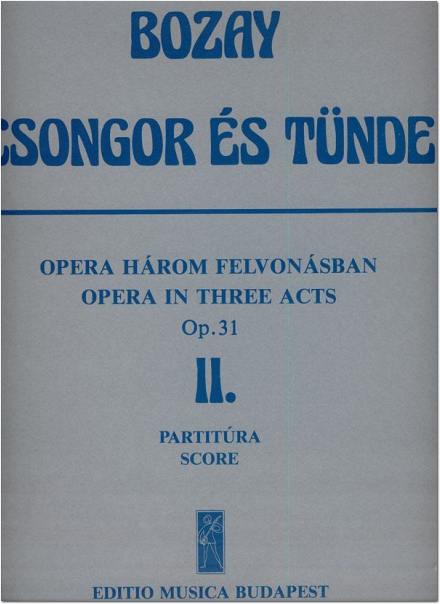 BOZAY
CSONGOR ÉS TÜNDE
OPERA HÁROM FELVONÁSBAN
OPERA IN THREE ACTS
Op.31
II.
PARTITÚRA
SCORE
EDITIO MUSICA BUDAPEST